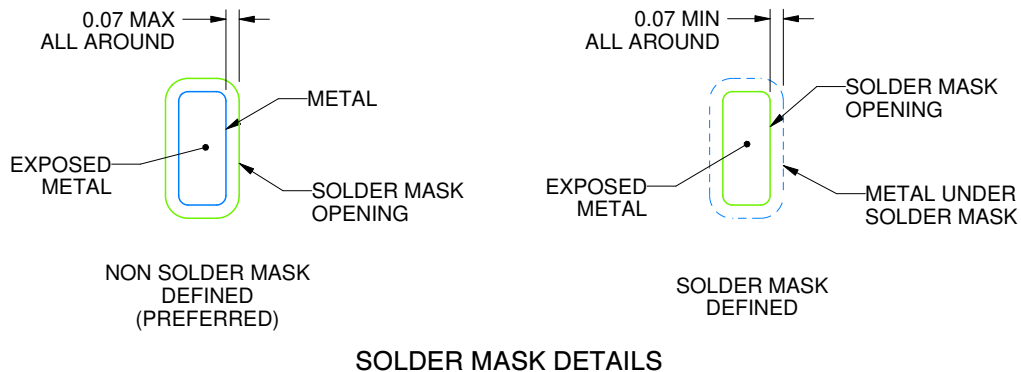 0.07 MAX
ALL AROUND
METAL
EXPOSED
METAL
SOLDER MASK
OPENING
NON SOLDER MASK
DEFINED
(PREFERRED)
0.07 MIN
ALL AROUND
SOLDER MASK
OPENING
EXPOSED
METAL
METAL UNDER
SOLDER MASK
SOLDER MASK
DEFINED
SOLDER MASK DETAILS